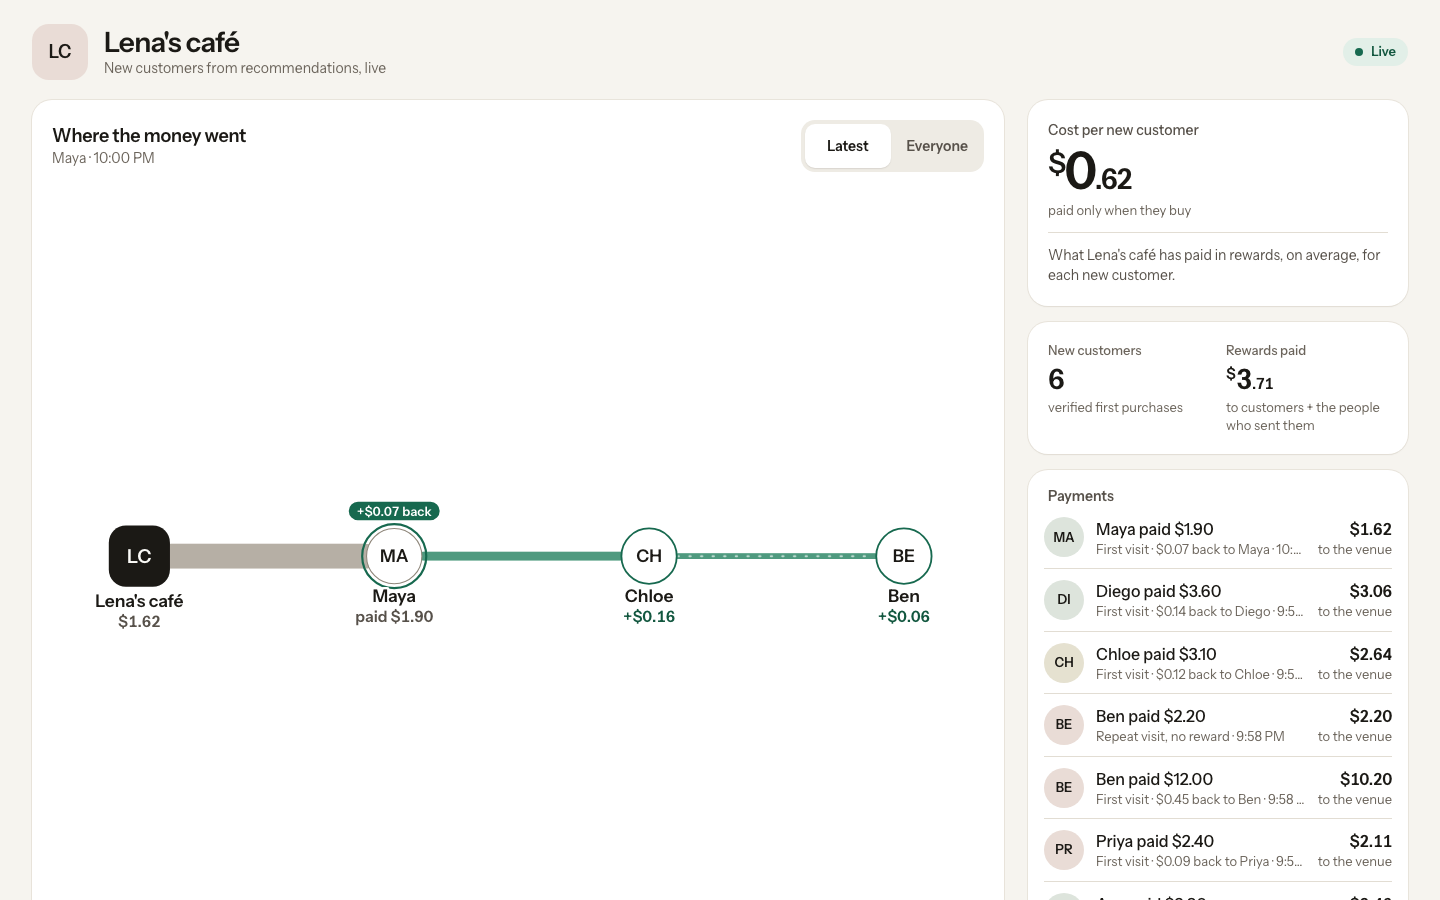 LC
Lena's café
New customers from recommendations, live
Live
Where the money went
Maya · 10:00 PM
Latest
Everyone
+$0.07 back
LC
MA
CH
BE
Lena's café
$1.62
Maya
paid $1.90
Chloe
+$0.16
Ben
+$0.06
Cost per new customer
$0.62
paid only when they buy
What Lena's café has paid in rewards, on average, for
each new customer.
New customers
6
verified first purchases
Rewards paid
$3.71
to customers + the people
who sent them
Payments
MA
Maya paid $1.90
$1.62
First visit · $0.07 back to Maya · 10:...
to the venue
DI
Diego paid $3.60
$3.06
First visit · $0.14 back to Diego · 9:5...
to the venue
CH
Chloe paid $3.10
$2.64
First visit · $0.12 back to Chloe · 9:5...
to the venue
BE
Ben paid $2.20
$2.20
Repeat visit, no reward · 9:58 PM
to the venue
BE
Ben paid $12.00
$10.20
First visit · $0.45 back to Ben · 9:58 ...
to the venue
PR
Priya paid $2.40
$2.11
First visit · $0.09 back to Priya · 9:5...
to the venue